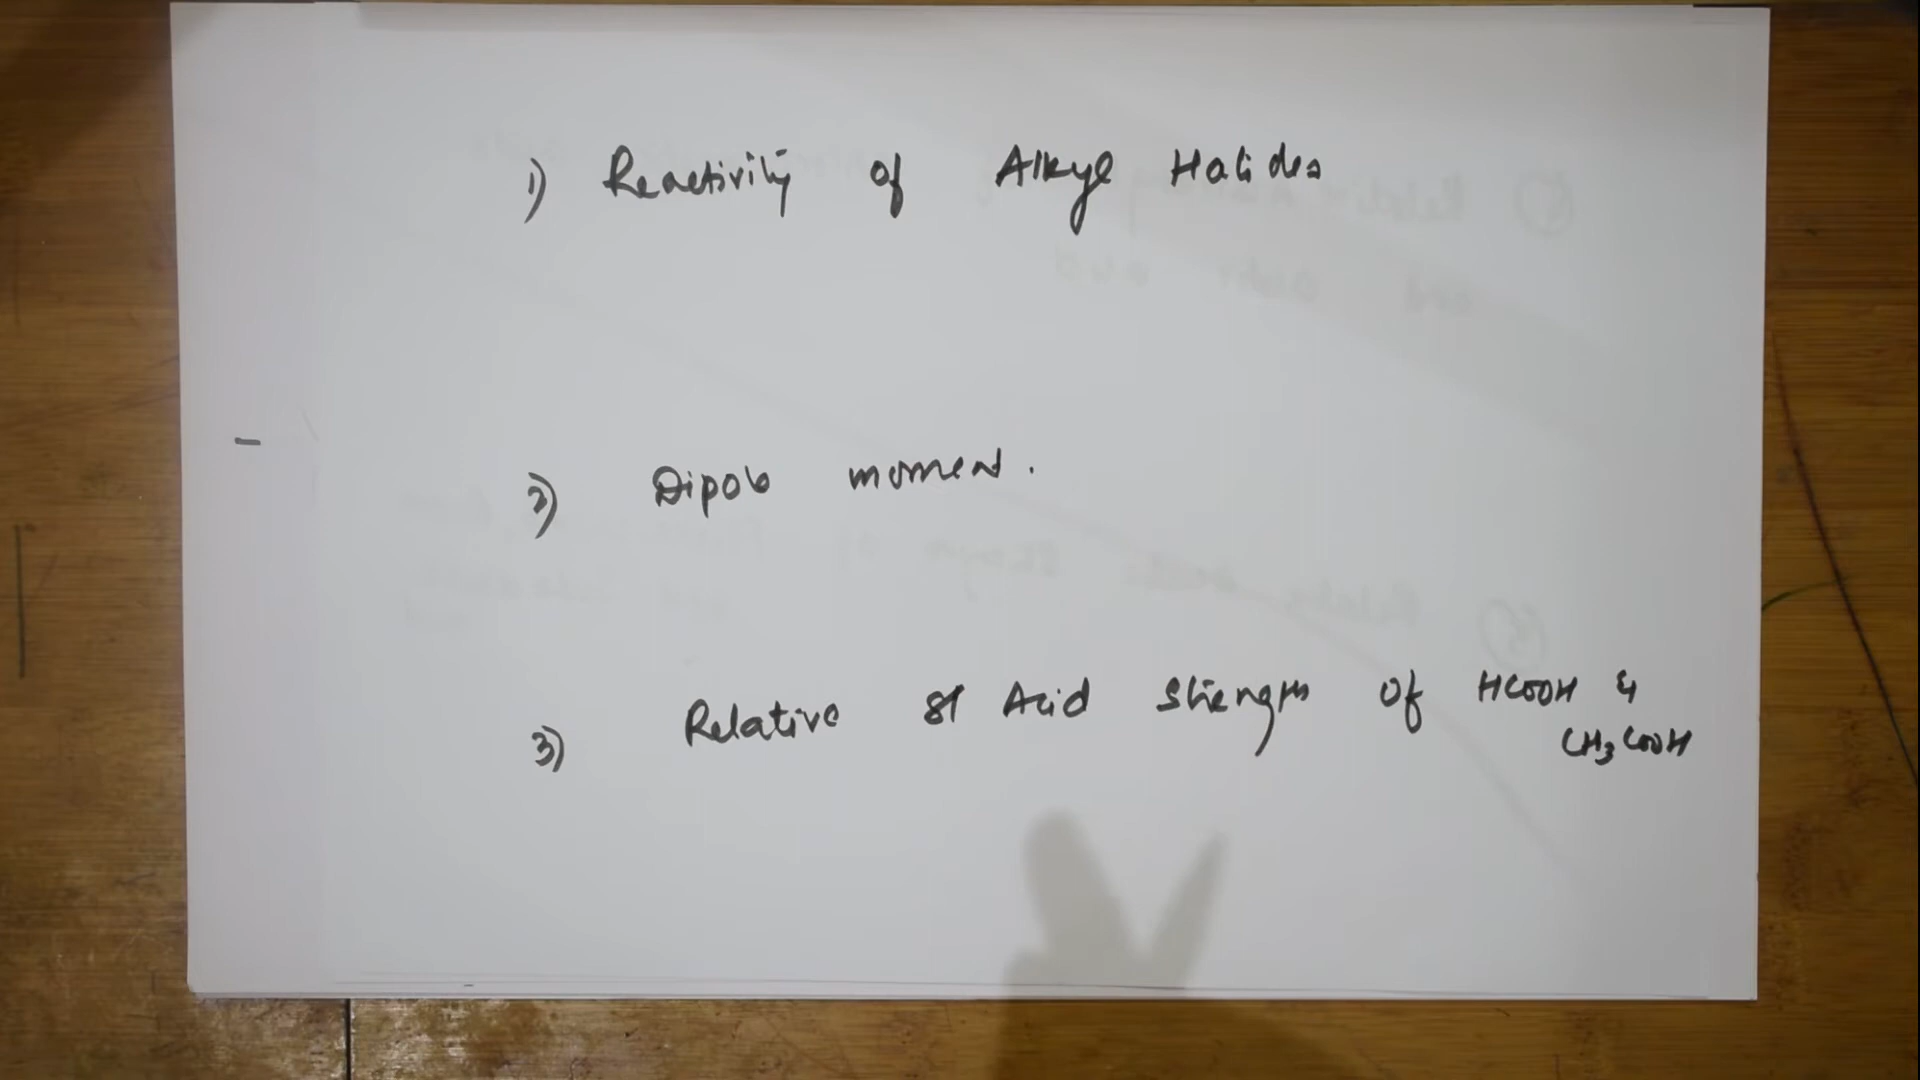 1) Reactivity of Alkyl Halides
2) Dipole moment.
3) Relative st Acid strength of HCOOH &
CH3COOH